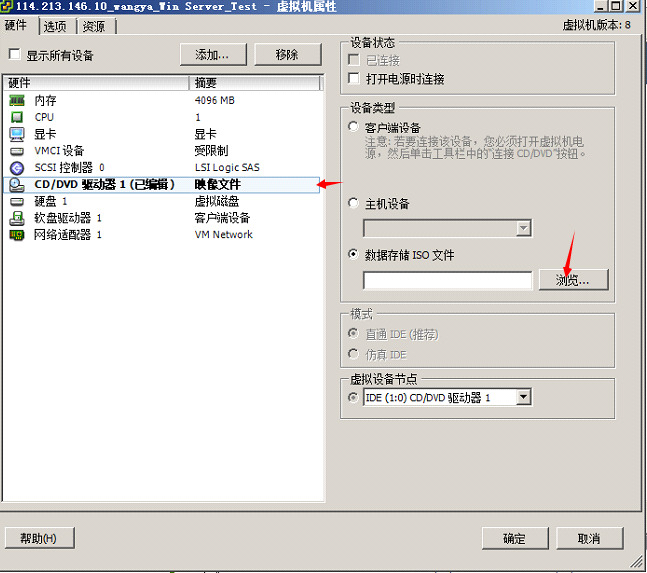 114.213.146.10_wangya_Win Server_Test - 虚拟机属性
硬件 选项 资源 虚拟机版本: 8
显示所有设备 添加... 移除
硬件 摘要
内存 4096 MB
CPU 1
显卡 显卡
VMCI 设备 受限制
SCSI 控制器 0 LSI Logic SAS
CD/DVD 驱动器 1 (已编辑) 映像文件
硬盘 1 虚拟磁盘
软盘驱动器 1 客户端设备
网络适配器 1 VM Network
设备状态
已连接
打开电源时连接
设备类型
客户端设备
注意: 若要连接该设备, 您必须打开虚拟机电
源, 然后单击工具栏中的"连接 CD/DVD"按钮。
主机设备
数据存储 ISO 文件
浏览...
模式
直通 IDE (推荐)
仿真 IDE
虚拟设备节点
IDE (1:0) CD/DVD 驱动器 1
帮助(H) 确定 取消